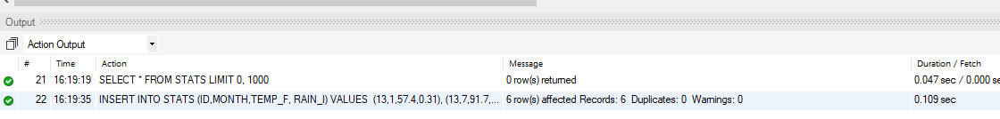 Output
Action Output
# Time Action Message Duration / Fetch
21 16:19:19 SELECT * FROM STATS LIMIT 0, 1000 0 row(s) returned 0.047 sec / 0.000 se
22 16:19:35 INSERT INTO STATS (ID,MONTH,TEMP_F, RAIN_I) VALUES (13,1,57.4,0.31), (13,7,91.7,... 6 row(s) affected Records: 6 Duplicates: 0 Warnings: 0 0.109 sec